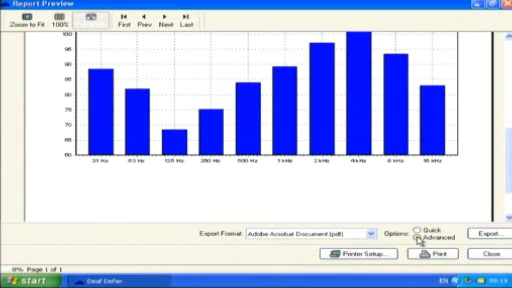 Report Preview
Zoom to Fit 100% First Prev Next Last
100
95
90
85
80
75
70
65
60
31 Hz 63 Hz 125 Hz 250 Hz 500 Hz 1 kHz 2 kHz 4 kHz 8 kHz 16 kHz
Export Format: Adobe Acrobat Document (pdf) Options: Quick
Advanced
Export...
Printer Setup... Print Close
0% Page 1 of 1
start Deaf Defier EN 09:19